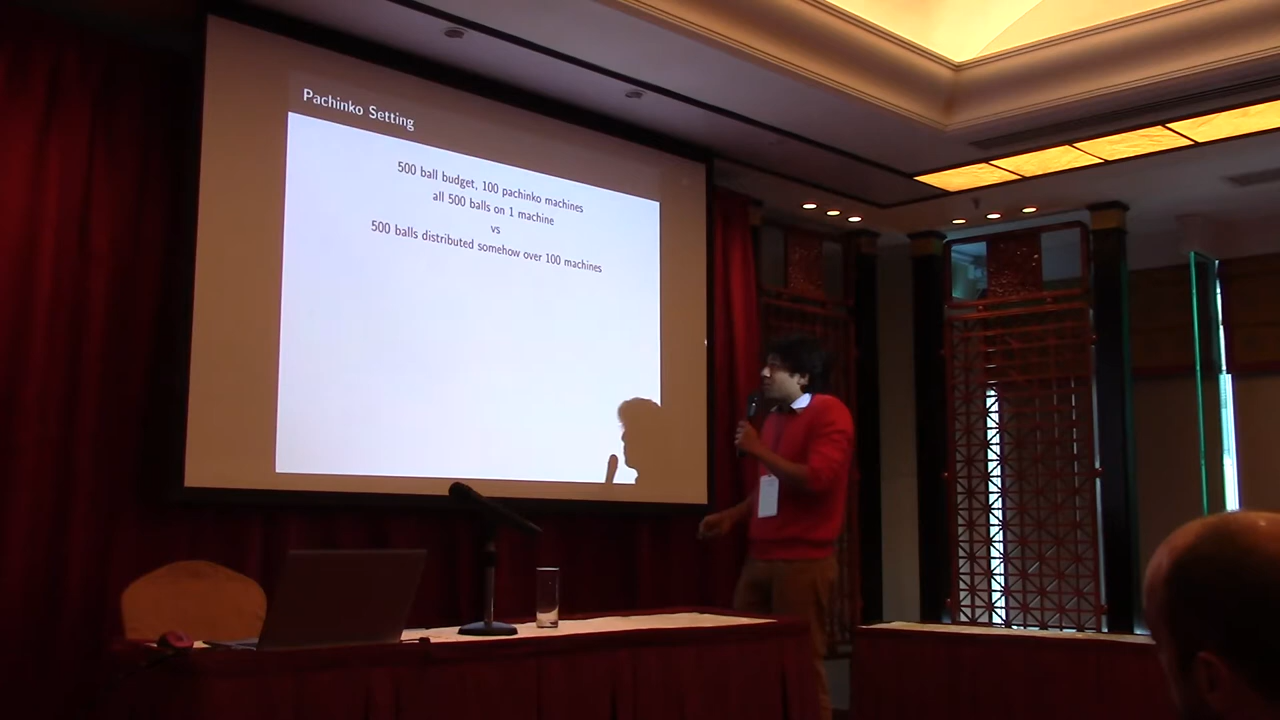 Pachinko Setting
500 ball budget, 100 pachinko machines
all 500 balls on 1 machine
vs
500 balls distributed somehow over 100 machines